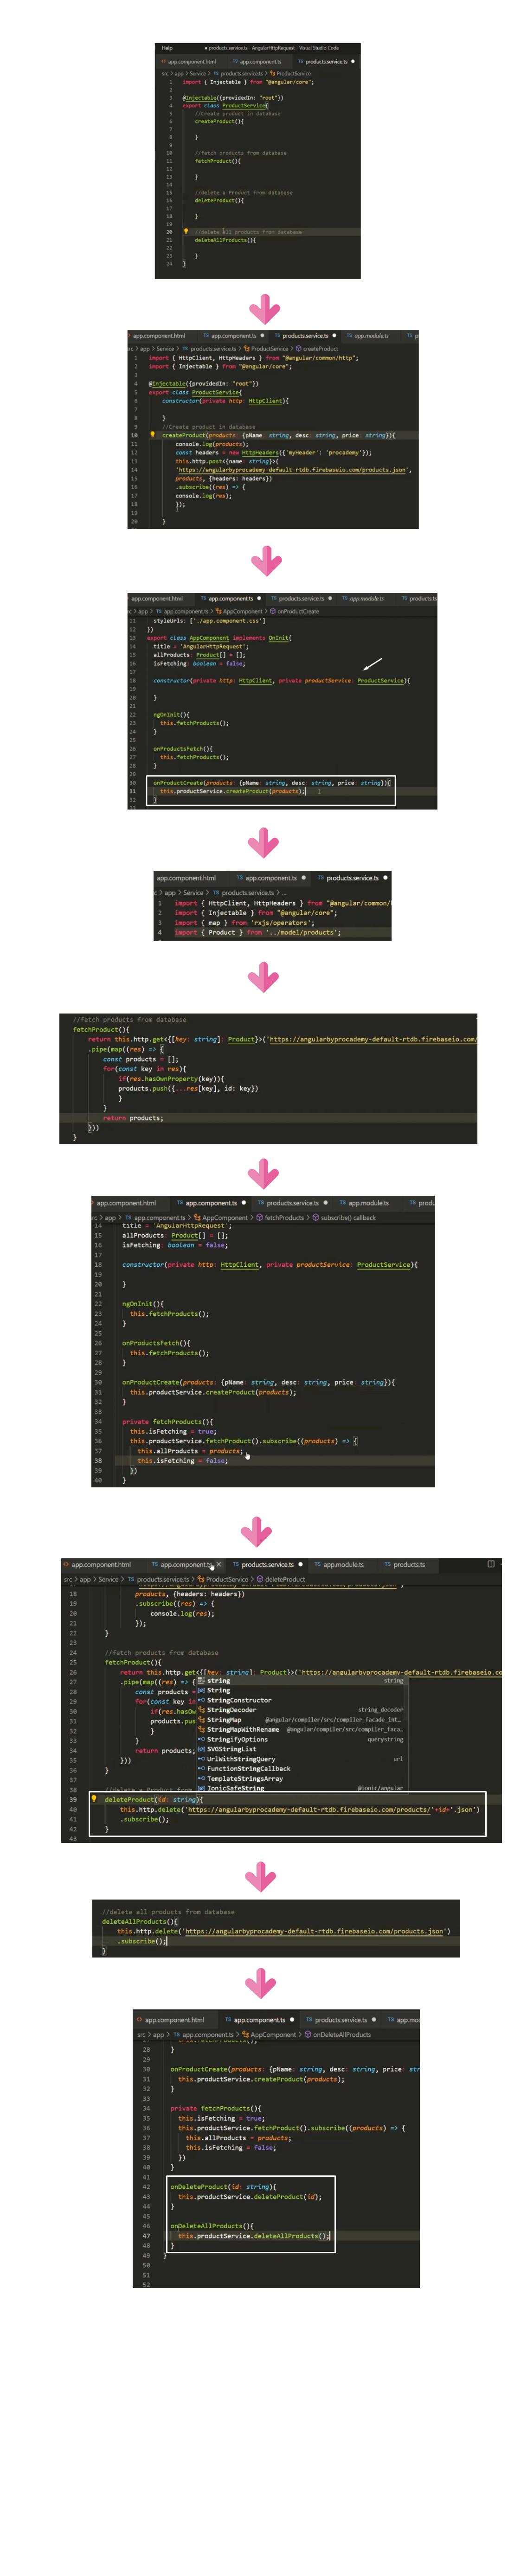 Help ● products.service.ts - AngularHttpRequest - Visual Studio Code
app.component.html TS app.component.ts TS products.service.ts ●
src > app > Service > TS products.service.ts > ProductService
1 import { Injectable } from "@angular/core";
2
3 @Injectable({providedIn: "root"})
4 export class ProductService{
5 //Create product in database
6 createProduct(){
7
8 }
9
10 //fetch products from database
11 fetchProduct(){
12
13 }
14
15 //delete a Product from database
16 deleteProduct(){
17
18 }
19
20 //delete all products from database
21 deleteAllProducts(){
22
23 }
24 }
app.component.html TS app.component.ts ● TS products.service.ts ● TS app.module.ts TS p
src > app > Service > TS products.service.ts > ProductService > createProduct
1 import { HttpClient, HttpHeaders } from "@angular/common/http";
2 import { Injectable } from "@angular/core";
3
4 @Injectable({providedIn: "root"})
5 export class ProductService{
6 constructor(private http: HttpClient){
7
8 }
9 //Create product in database
10 createProduct(products: {pName: string, desc: string, price: string}){
11 console.log(products);
12 const headers = new HttpHeaders({'myHeader': 'procademy'});
13 this.http.post<{name: string}>(
14 'https://angularbyprocademy-default-rtdb.firebaseio.com/products.json',
15 products, {headers: headers})
16 .subscribe((res) => {
17 console.log(res);
18 });
19
20 }
app.component.html TS app.component.ts ● TS products.service.ts ● TS app.module.ts TS products.ts
src > app > TS app.component.ts > AppComponent > onProductCreate
11 styleUrls: ['./app.component.css']
12 })
13 export class AppComponent implements OnInit{
14 title = 'AngularHttpRequest';
15 allProducts: Product[] = [];
16 isFetching: boolean = false;
17
18 constructor(private http: HttpClient, private productService: ProductService){
19
20 }
21
22 ngOnInit(){
23 this.fetchProducts();
24 }
25
26 onProductsFetch(){
27 this.fetchProducts();
28 }
29
30 onProductCreate(products: {pName: string, desc: string, price: string}){
31 this.productService.createProduct(products);
32 }
33
app.component.html TS app.component.ts ● TS products.service.ts ●
c > app > Service > TS products.service.ts > ...
1 import { HttpClient, HttpHeaders } from "@angular/common/
2 import { Injectable } from "@angular/core";
3 import { map } from 'rxjs/operators';
4 import { Product } from '../model/products';
//fetch products from database
fetchProduct(){
return this.http.get<{[key: string]: Product}>('https://angularbyprocademy-default-rtdb.firebaseio.com/
.pipe(map((res) => {
const products = [];
for(const key in res){
if(res.hasOwnProperty(key)){
products.push({...res[key], id: key})
}
}
return products;
}))
}
app.component.html TS app.component.ts ● TS products.service.ts ● TS app.module.ts TS produ
rc > app > TS app.component.ts > AppComponent > fetchProducts > subscribe() callback
14 title = 'AngularHttpRequest';
15 allProducts: Product[] = [];
16 isFetching: boolean = false;
17
18 constructor(private http: HttpClient, private productService: ProductService){
19
20 }
21
22 ngOnInit(){
23 this.fetchProducts();
24 }
25
26 onProductsFetch(){
27 this.fetchProducts();
28 }
29
30 onProductCreate(products: {pName: string, desc: string, price: string}){
31 this.productService.createProduct(products);
32 }
33
34 private fetchProducts(){
35 this.isFetching = true;
36 this.productService.fetchProduct().subscribe((products) => {
37 this.allProducts = products;
38 this.isFetching = false;
39 })
40 }
app.component.html TS app.component.ts TS products.service.ts ● TS app.module.ts TS products.ts
src > app > Service > TS products.service.ts > ProductService > deleteProduct
17 'https://angularbyprocademy-default-rtdb.firebaseio.com/products.json',
18 products, {headers: headers})
19 .subscribe((res) => {
20 console.log(res);
21 });
22 }
23
24 //fetch products from database
25 fetchProduct(){
26 return this.http.get<{[key: string]: Product}>('https://angularbyprocademy-default-rtdb.firebaseio.co
27 .pipe(map((res) => { string string
28 const products = String
29 for(const key in StringConstructor
30 if(res.hasOw StringDecoder string_decoder
31 products.pus StringMap @angular/compiler/src/compiler_facade_int...
32 } StringMapWithRename @angular/compiler/src/compiler_faca...
33 } StringifyOptions querystring
34 return products; SVGStringList
35 })) UrlWithStringQuery url
36 } FunctionStringCallback
37 TemplateStringsArray
38 //delete a Product from IonicSafeString @ionic/angular
39 deleteProduct(id: string){
40 this.http.delete('https://angularbyprocademy-default-rtdb.firebaseio.com/products/'+id+'.json')
41 .subscribe();
42 }
43
//delete all products from database
deleteAllProducts(){
this.http.delete('https://angularbyprocademy-default-rtdb.firebaseio.com/products.json')
.subscribe();
}
app.component.html TS app.component.ts ● TS products.service.ts ● TS app.mo
src > app > TS app.component.ts > AppComponent > onDeleteAllProducts
27 this.fetchProducts();
28 }
29
30 onProductCreate(products: {pName: string, desc: string, price: str
31 this.productService.createProduct(products);
32 }
33
34 private fetchProducts(){
35 this.isFetching = true;
36 this.productService.fetchProduct().subscribe((products) => {
37 this.allProducts = products;
38 this.isFetching = false;
39 })
40 }
41
42 onDeleteProduct(id: string){
43 this.productService.deleteProduct(id);
44 }
45
46 onDeleteAllProducts(){
47 this.productService.deleteAllProducts();
48 }
49 }
50
51
52